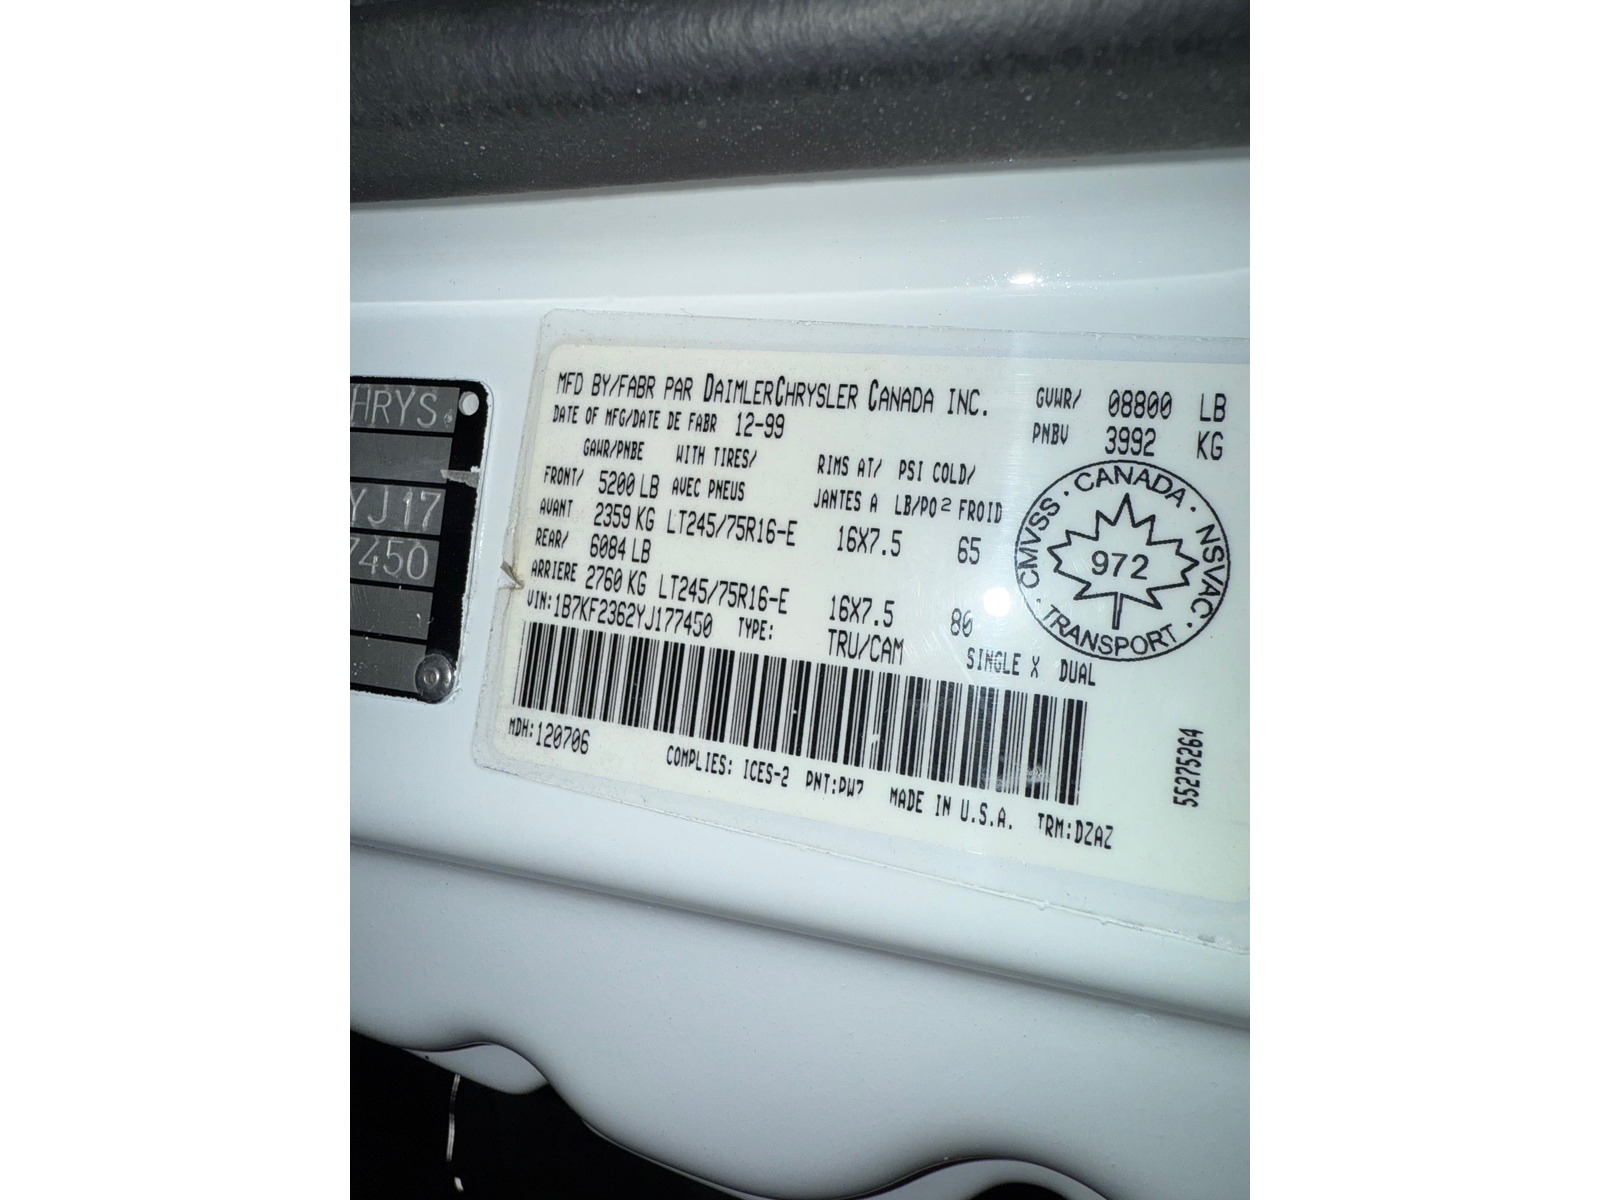 HRYS.
YJ17
7450
MFD BY/FABR PAR DAIMLERCHRYSLER CANADA INC.
GVWR/ 08800 LB
DATE OF MFG/DATE DE FABR 12-99
PNBV 3992 KG
GAWR/PNBE WITH TIRES/ RIMS AT/ PSI COLD/
FRONT/ 5200 LB AVEC PNEUS JANTES A LB/PO2 FROID
AVANT 2359 KG LT245/75R16-E 16X7.5 65
REAR/ 6084 LB
ARRIERE 2760 KG LT245/75R16-E 16X7.5 80
VIN:1B7KF2362YJ177450 TYPE: TRU/CAM SINGLE X DUAL
CMVSS · CANADA · NSVAC · TRANSPORT ·
972
MDH:120706
COMPLIES: ICES-2 PNT:PW7 MADE IN U.S.A. TRM:DZAZ
55275264